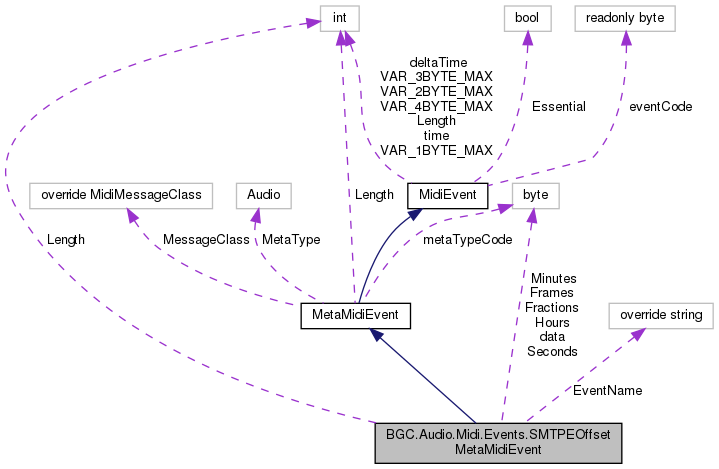 int
bool
readonly byte
deltaTime
VAR_3BYTE_MAX
VAR_2BYTE_MAX
VAR_4BYTE_MAX
Length
time
VAR_1BYTE_MAX
Essential
eventCode
override MidiMessageClass
Audio
Length
MidiEvent
byte
Length
MessageClass
MetaType
metaTypeCode
Minutes
Frames
Fractions
Hours
data
Seconds
MetaMidiEvent
override string
EventName
BGC.Audio.Midi.Events.SMTPEOffset
MetaMidiEvent